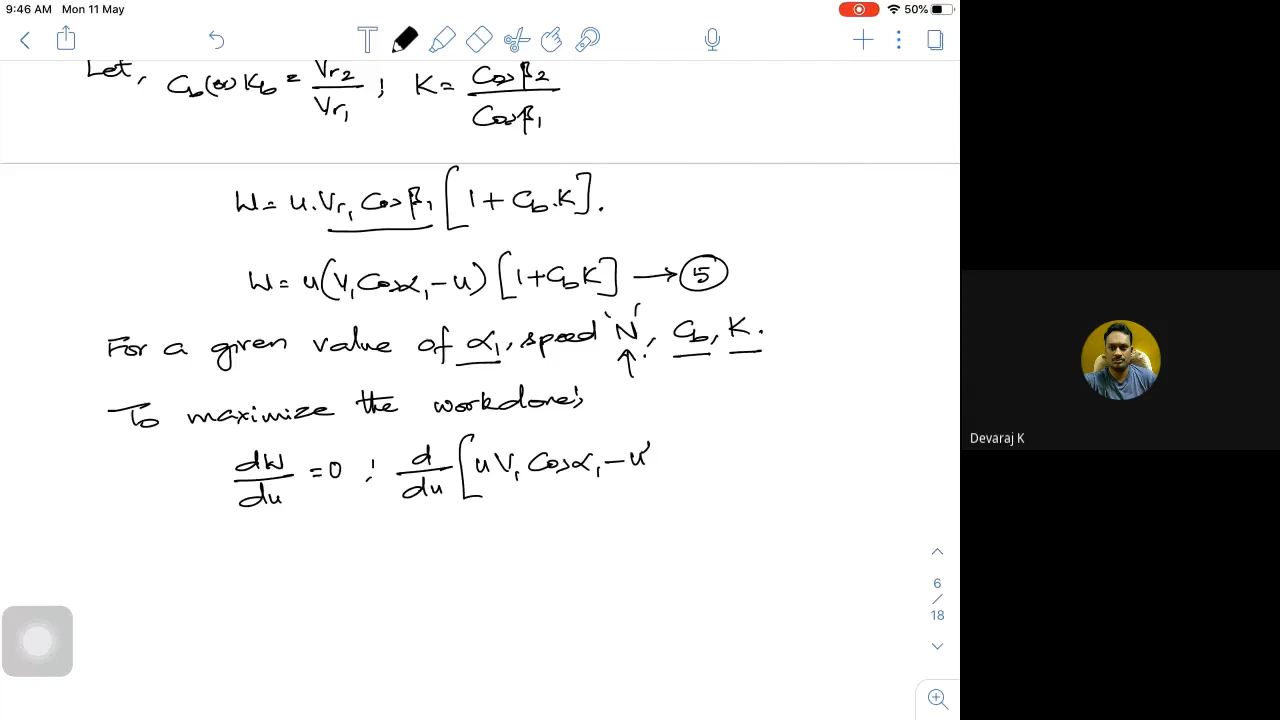 9:46 AM Mon 11 May
50%
Let, Cb (or) Kb = Vr2 / Vr1 ; K = Cosβ2 / Cosβ1
W = u.Vr1 Cosβ1 [1 + Cb.K].
W = u(V1 Cosα1 - u) [1 + Cb K] → 5
For a given value of α1, speed 'N', Cb, K.
To maximize the workdone;
dW / du = 0 ; d / du [u V1 Cosα1 - u
6 / 18
Devaraj K